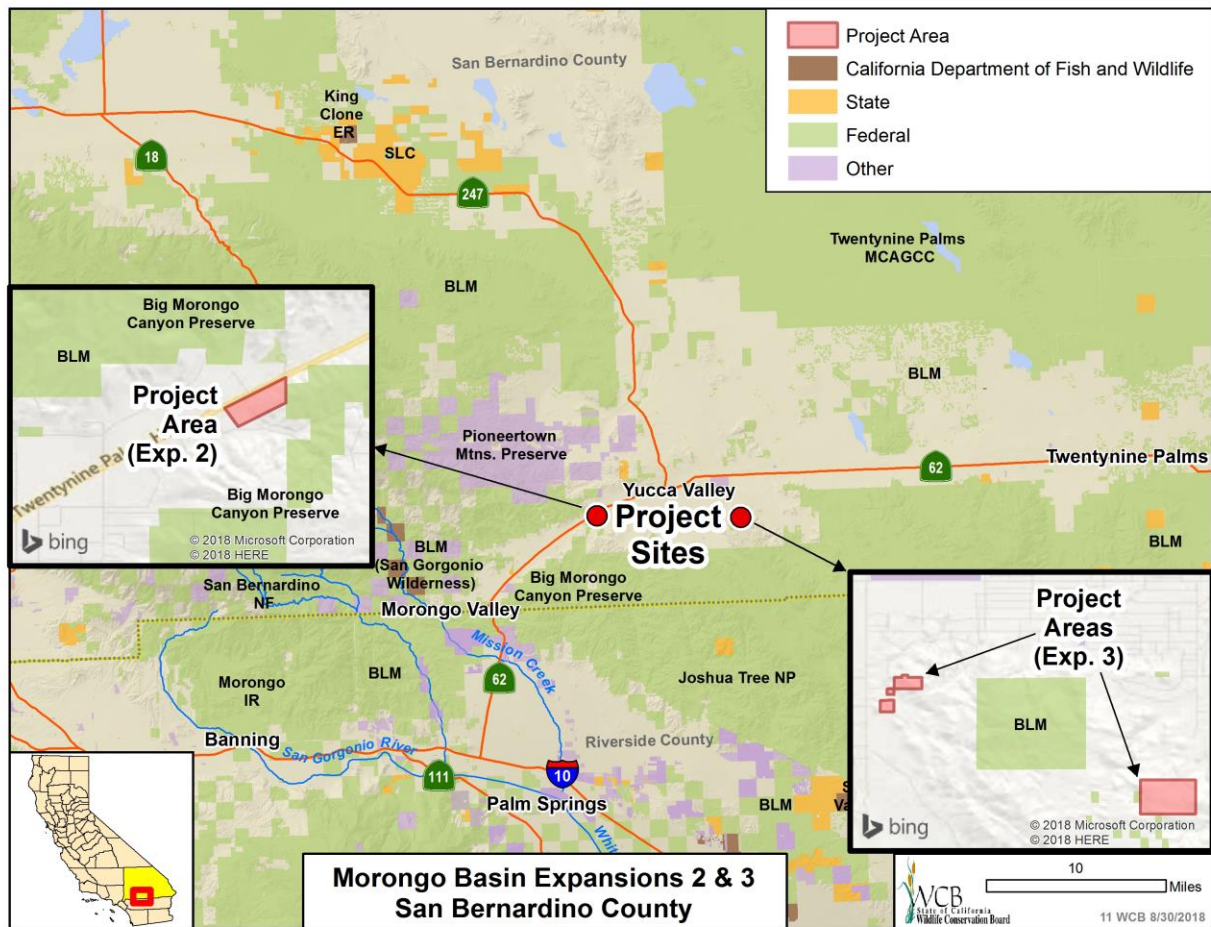 San Bernardino County
King
Clone
ER
SLC
18
247
Project Area
California Department of Fish and Wildlife
State
Federal
Other
Twentynine Palms
MCAGCC
BLM
BLM
Big Morongo
Canyon Preserve
BLM
Project
Area
(Exp. 2)
Twentynine Pal
Big Morongo
Canyon Preserve
bing
© 2018 Microsoft Corporation
© 2018 HERE
Pioneertown
Mtns. Preserve
62
Twentynine Palms
Yucca Valley
Project
Sites
BLM
BLM
(San Gorgonio
Wilderness)
Big Morongo
Canyon Preserve
San Bernardino
NF
Morongo Valley
Mission Creek
BLM
62
Joshua Tree NP
Morongo
IR
Banning
San Gorgonio River
Riverside County
111
10
Palm Springs
BLM
Project
Areas
(Exp. 3)
BLM
bing
© 2018 Microsoft Corporation
© 2018 HERE
Morongo Basin Expansions 2 & 3
San Bernardino County
WCB
State of California
Wildlife Conservation Board
10
Miles
11 WCB 8/30/2018